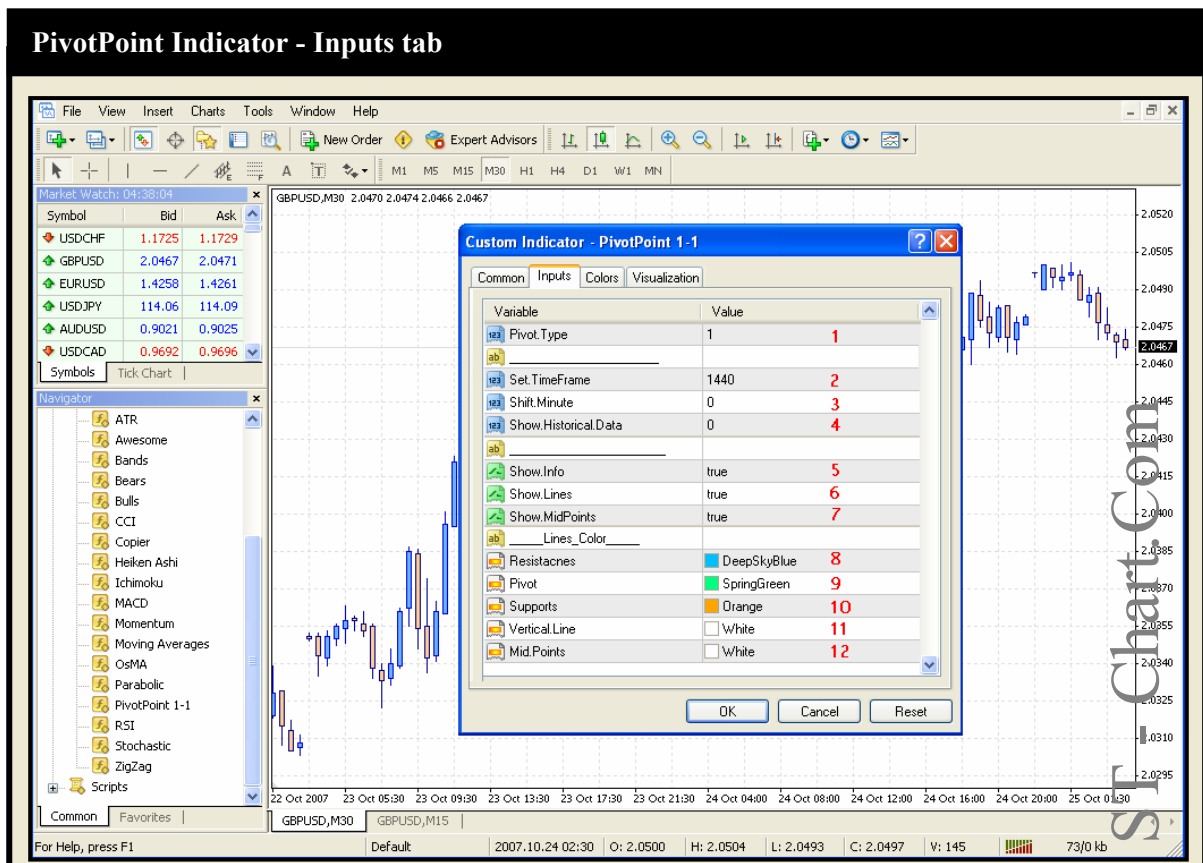 PivotPoint Indicator - Inputs tab
File View Insert Charts Tools Window Help
New Order Expert Advisors
A T M1 M5 M15 M30 H1 H4 D1 W1 MN
Market Watch: 04:38:04
Symbol Bid Ask
USDCHF 1.1725 1.1729
GBPUSD 2.0467 2.0471
EURUSD 1.4258 1.4261
USDJPY 114.06 114.09
AUDUSD 0.9021 0.9025
USDCAD 0.9692 0.9696
Symbols Tick Chart
Navigator
ATR
Awesome
Bands
Bears
Bulls
CCI
Copier
Heiken Ashi
Ichimoku
MACD
Momentum
Moving Averages
OsMA
Parabolic
PivotPoint 1-1
RSI
Stochastic
ZigZag
Scripts
Common Favorites
GBPUSD,M30 2.0470 2.0474 2.0466 2.0467
Custom Indicator - PivotPoint 1-1
Common Inputs Colors Visualization
Variable Value
123 Pivot.Type 1 1
ab _______________________
123 Set.TimeFrame 1440 2
123 Shift.Minute 0 3
123 Show.Historical.Data 0 4
ab ________________________
Show.Info true 5
Show.Lines true 6
Show.MidPoints true 7
ab _____Lines_Color_____
Resistacnes DeepSkyBlue 8
Pivot SpringGreen 9
Supports Orange 10
Vertical.Line White 11
Mid.Points White 12
OK Cancel Reset
2.0520
2.0505
2.0490
2.0475
2.0467
2.0460
2.0445
2.0430
2.0415
2.0400
2.0385
2.0370
2.0355
2.0340
2.0325
2.0310
2.0295
ST - Chart.Com
22 Oct 2007 23 Oct 05:30 23 Oct 09:30 23 Oct 13:30 23 Oct 17:30 23 Oct 21:30 24 Oct 04:00 24 Oct 08:00 24 Oct 12:00 24 Oct 16:00 24 Oct 20:00 25 Oct 01:30
GBPUSD,M30 GBPUSD,M15
For Help, press F1 Default 2007.10.24 02:30 O: 2.0500 H: 2.0504 L: 2.0493 C: 2.0497 V: 145 73/0 kb